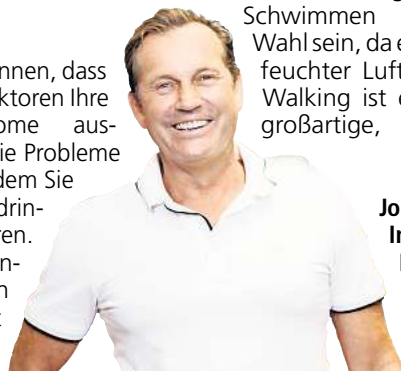 nnen, dass
ktoren Ihre
ome aus-
ie Probleme
dem Sie
drin-
ren.
n-
Schwimmen
Wahl sein, da e
feuchter Luft
Walking ist e
großartige,
Jo
In